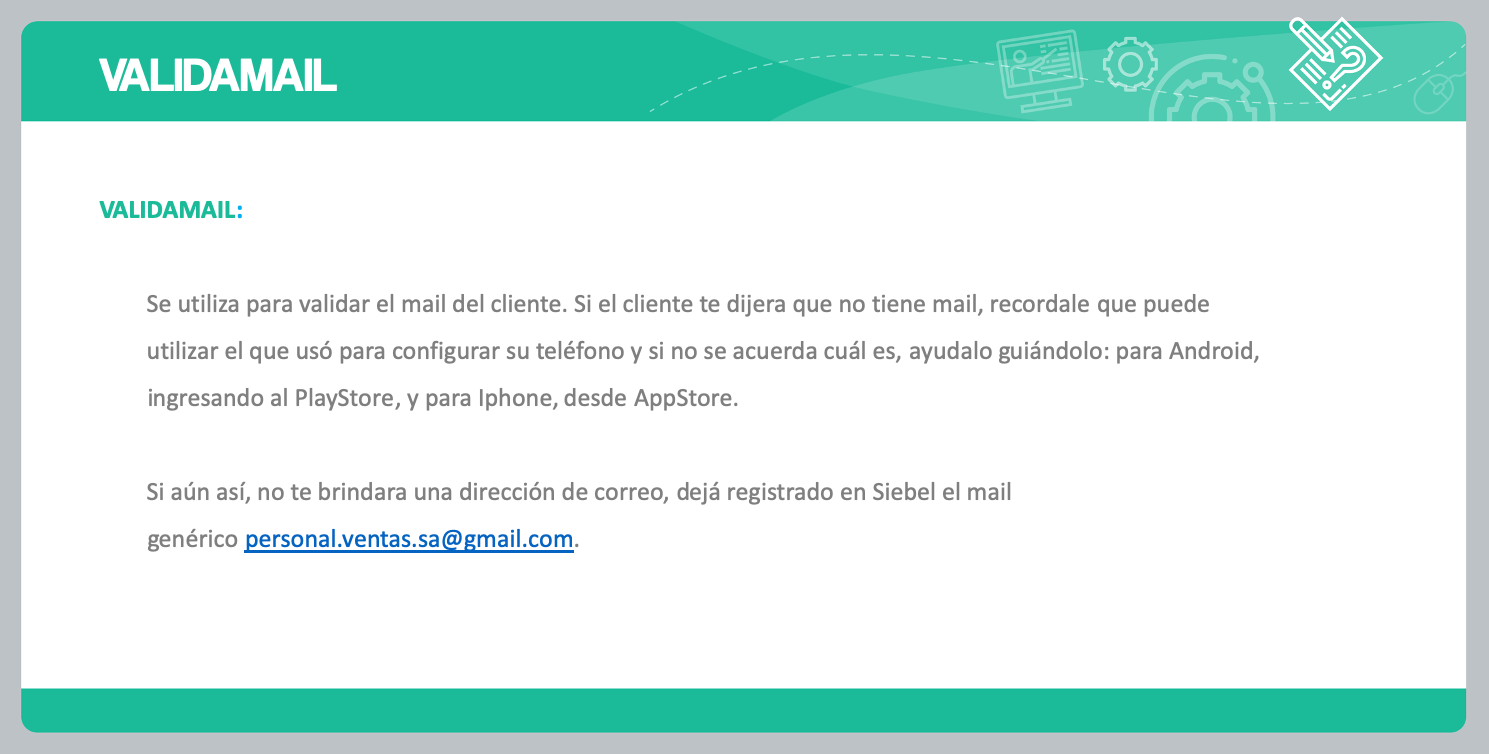 VALIDAMAIL
VALIDAMAIL:
Se utiliza para validar el mail del cliente. Si el cliente te dijera que no tiene mail, recordale que puede
utilizar el que usó para configurar su teléfono y si no se acuerda cuál es, ayudalo guiándolo: para Android,
ingresando al PlayStore, y para Iphone, desde AppStore.
Si aún así, no te brindara una dirección de correo, dejá registrado en Siebel el mail
genérico personal.ventas.sa@gmail.com.